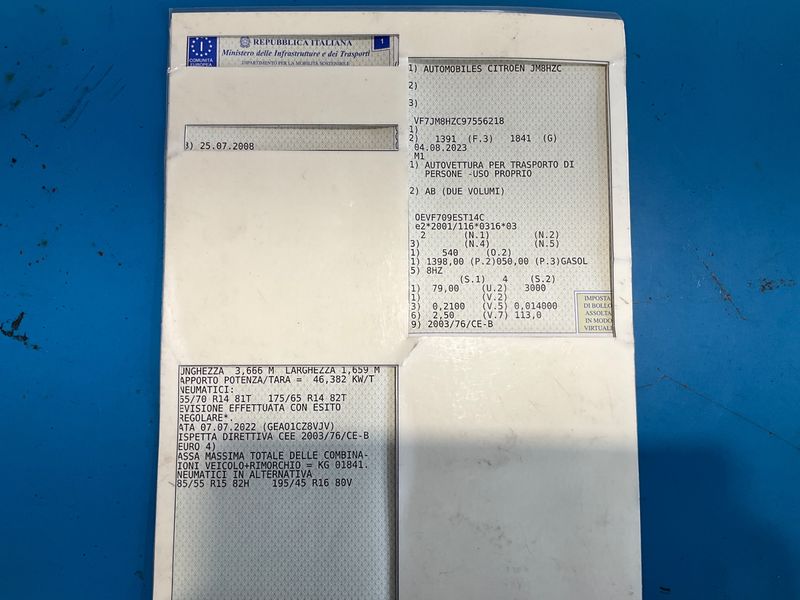 REPUBBLICA ITALIANA
1
Ministero delle Infrastrutture e dei Trasporti
I
COMUNITÀ
EUROPEA
DIPARTIMENTO PER LA MOBILITÀ SOSTENIBILE
) 25.07.2008
1) AUTOMOBILES CITROEN JM8HZC
2)
3)
VF7JM8HZC97556218
1)
2) 1391 (F.3) 1841 (G)
04.08.2023
M1
1) AUTOVETTURA PER TRASPORTO DI
PERSONE -USO PROPRIO
2) AB (DUE VOLUMI)
OEVF709EST14C
e2*2001/116*0316*03
2 (N.1) (N.2)
3) (N.4) (N.5)
1) 540 (O.2)
1) 1398,00 (P.2)050,00 (P.3)GASOL
5) 8HZ
(S.1) 4 (S.2)
1) 79,00 (U.2) 3000
1) (V.2)
3) 0,2100 (V.5) 0,014000
6) 2,50 (V.7) 113,0
9) 2003/76/CE-B
IMPOSTA
DI BOLLO
ASSOLTA
IN MODO
VIRTUALE
UNGHEZZA 3,666 M LARGHEZZA 1,659 M
APPORTO POTENZA/TARA = 46,382 KW/T
NEUMATICI:
65/70 R14 81T 175/65 R14 82T
EVISIONE EFFETTUATA CON ESITO
REGOLARE*.
ATA 07.07.2022 (GEA01CZ8VJV)
ISPETTA DIRETTIVA CEE 2003/76/CE-B
EURO 4)
ASSA MASSIMA TOTALE DELLE COMBINA-
IONI VEICOLO+RIMORCHIO = KG 01841.
NEUMATICI IN ALTERNATIVA
85/55 R15 82H 195/45 R16 80V